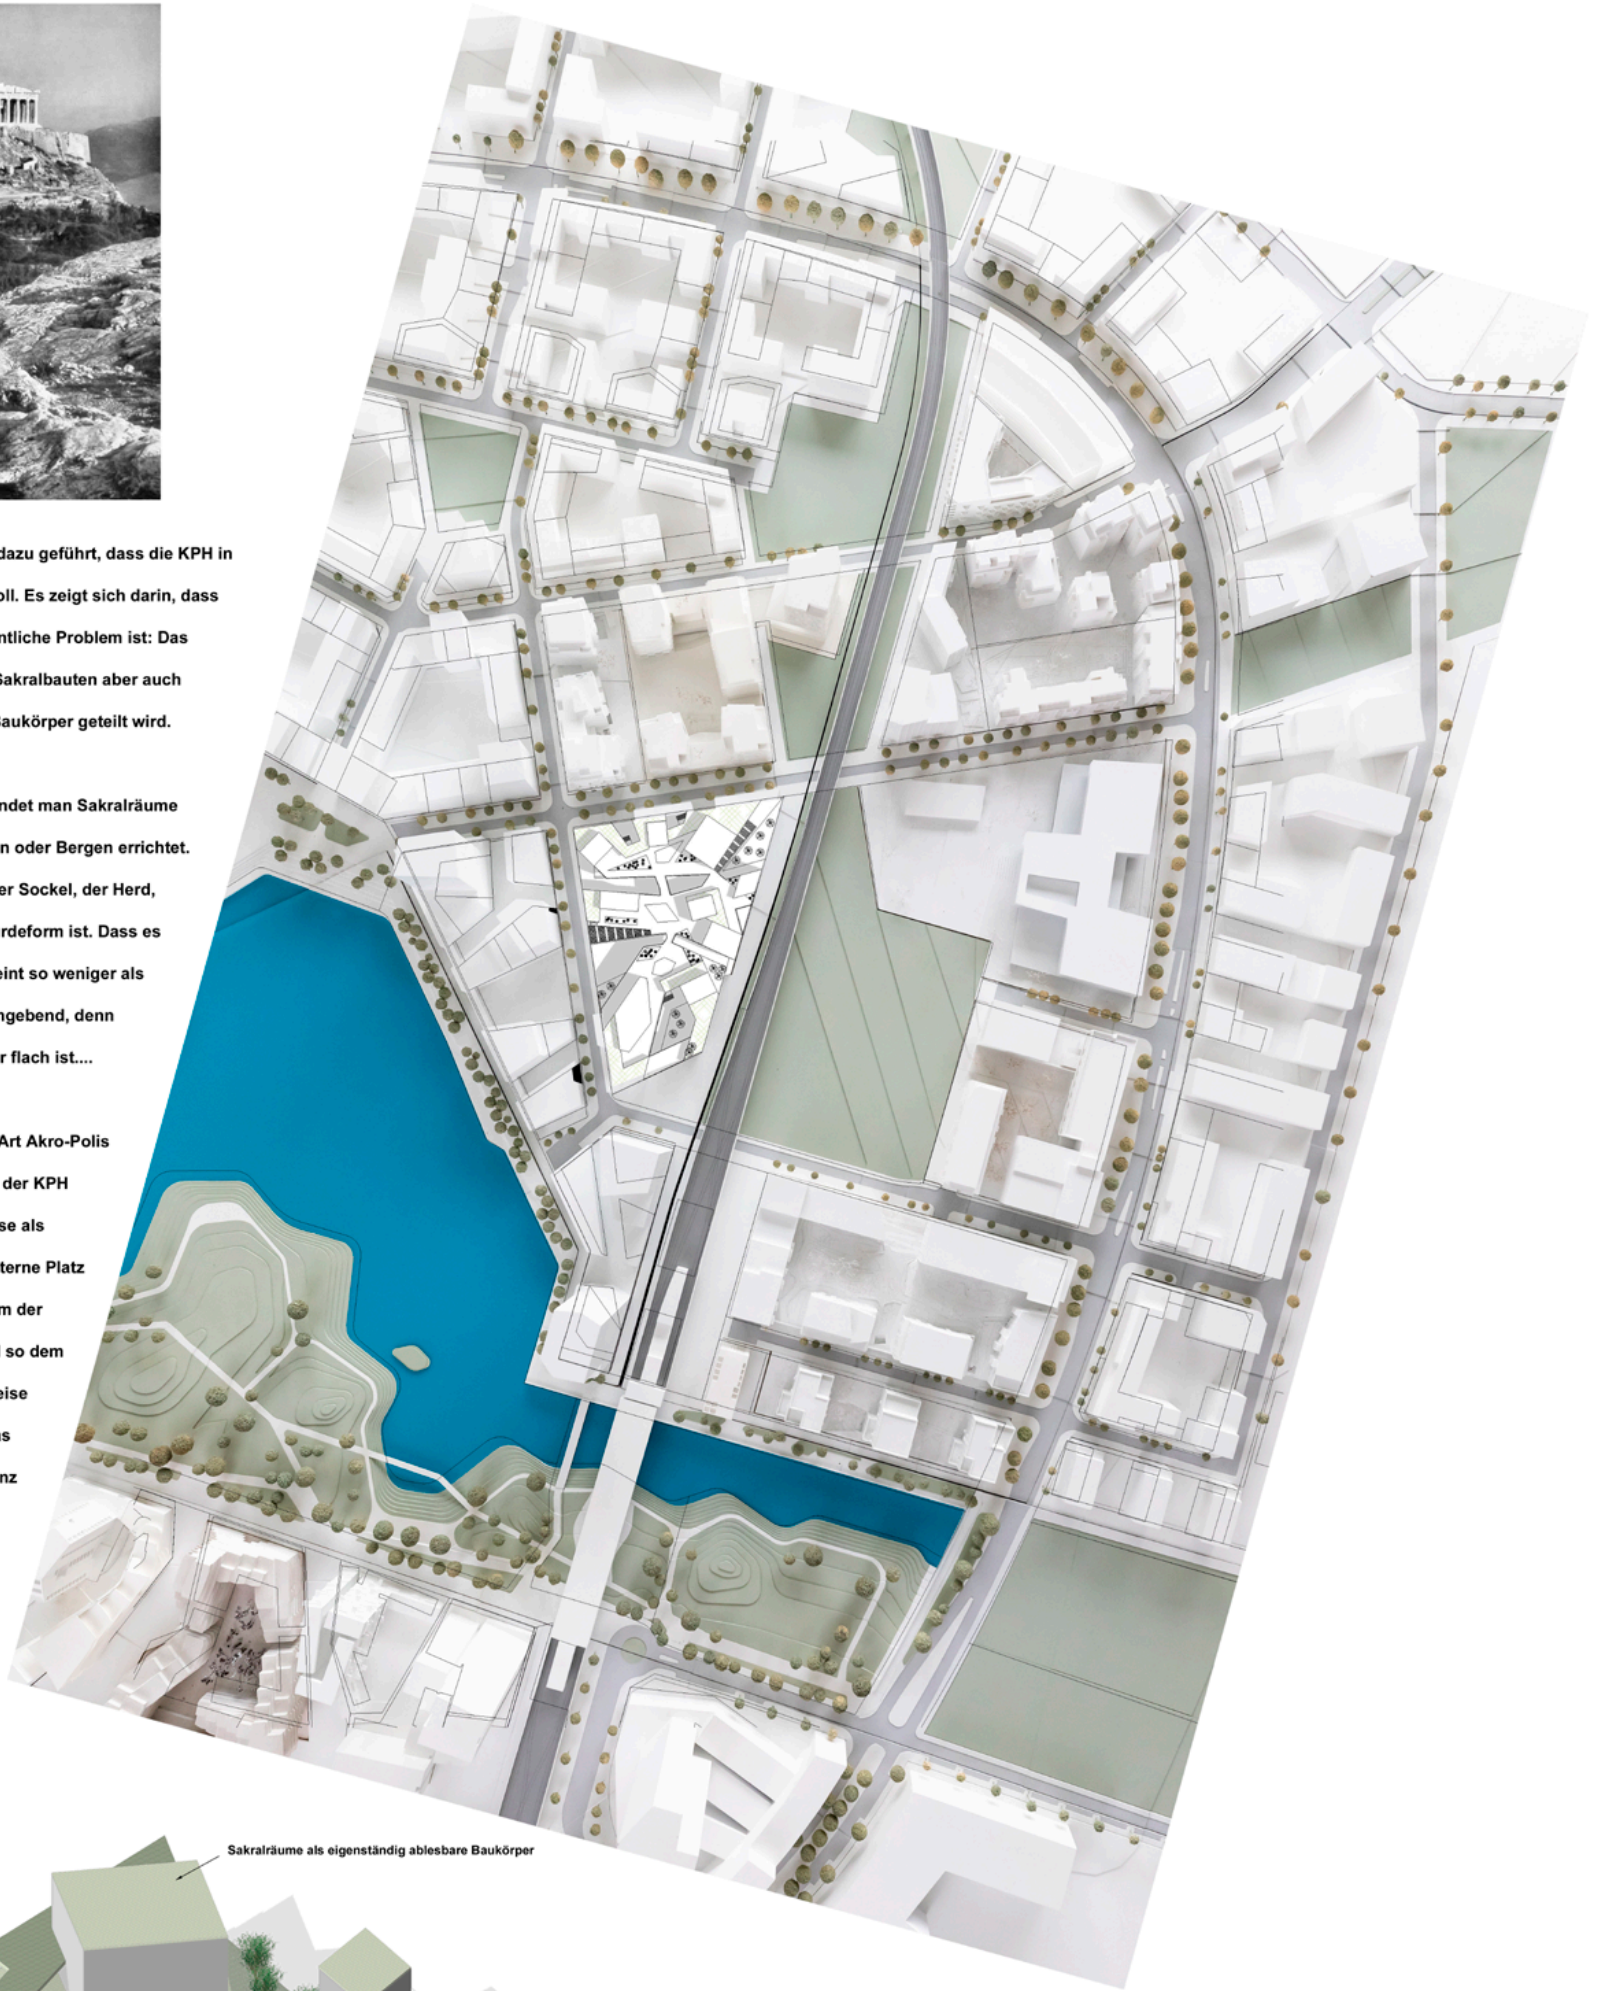 dazu geführt, dass die KPH in
oll. Es zeigt sich darin, dass
ntliche Problem ist: Das
Sakralbauten aber auch
Baukörper geteilt wird.
ndet man Sakralräume
n oder Bergen errichtet.
er Sockel, der Herd,
rdeform ist. Dass es
eint so weniger als
ngebend, denn
r flach ist....
Art Akro-Polis
der KPH
se als
terne Platz
m der
so dem
eise
as
nz
Sakralräume als eigenständig ablesbare Baukörper